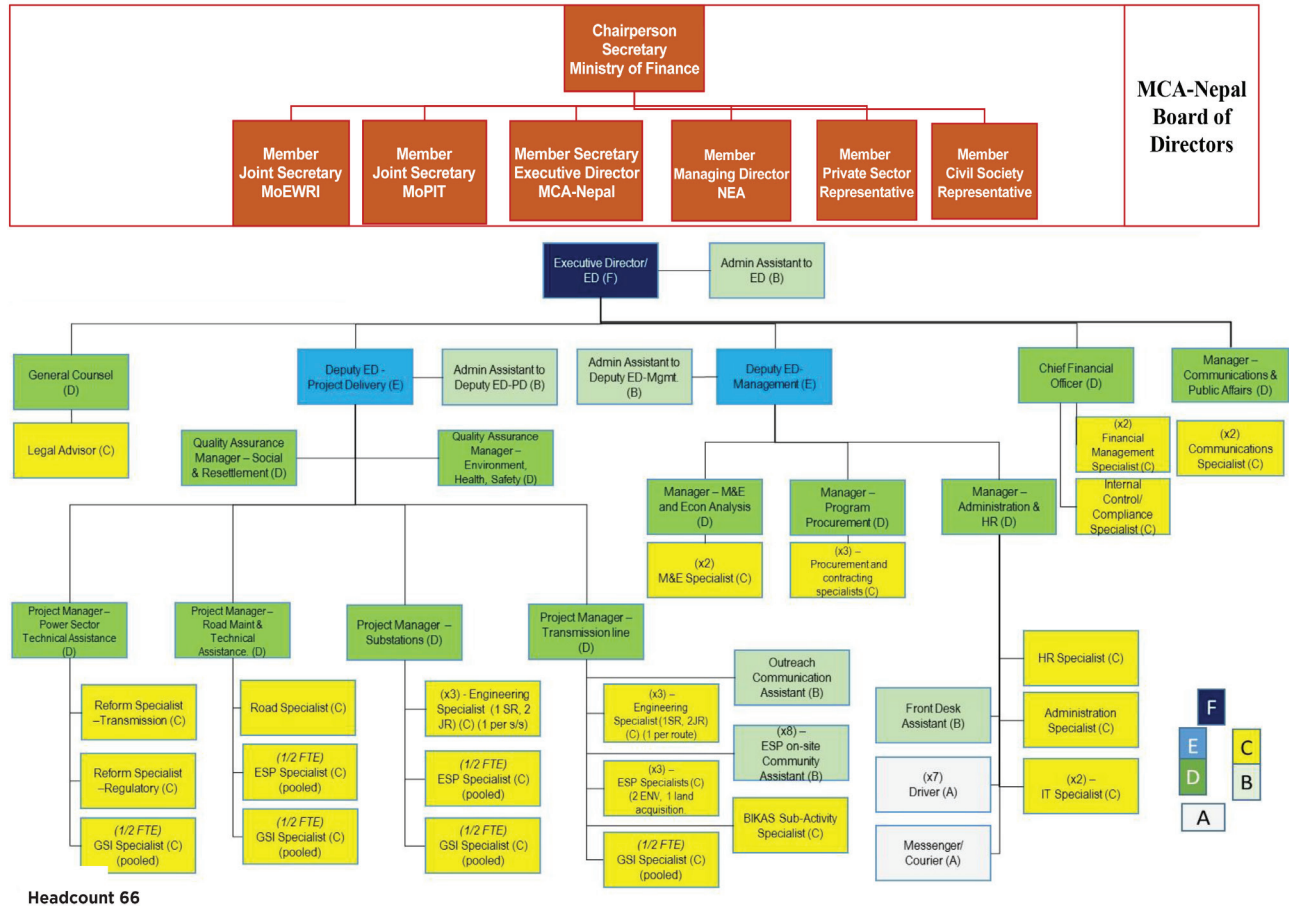 Chairperson
Secretary
Ministry of Finance
MCA-Nepal
Board of
Directors
Member
Joint Secretary
MoEWRI
Member
Joint Secretary
MoPIT
Member Secretary
Executive Director
MCA-Nepal
Member
Managing Director
NEA
Member
Private Sector
Representative
Member
Civil Society
Representative
Executive Director/
ED (F)
Admin Assistant to
ED (B)
General Counsel
(D)
Deputy ED -
Project Delivery (E)
Admin Assistant to
Deputy ED-PD (B)
Admin Assistant to
Deputy ED-Mgmt.
(B)
Deputy ED-
Management (E)
Chief Financial
Officer (D)
Manager –
Communications &
Public Affairs (D)
Legal Advisor (C)
Quality Assurance
Manager – Social
& Resettlement (D)
Quality Assurance
Manager –
Environment,
Health, Safety (D)
(x2)
Financial
Management
Specialist (C)
(x2)
Communications
Specialist (C)
Internal
Control/
Compliance
Specialist (C)
Manager – M&E
and Econ Analysis
(D)
Manager –
Program
Procurement (D)
Manager –
Administration &
HR (D)
(x2)
M&E Specialist (C)
(x3) –
Procurement and
contracting
specialists (C)
Project Manager –
Power Sector
Technical Assistance
(D)
Project Manager –
Road Maint &
Technical
Assistance. (D)
Project Manager –
Substations (D)
Project Manager –
Transmission line
(D)
Reform Specialist
–Transmission (C)
Reform Specialist
–Regulatory (C)
(1/2 FTE)
GSI Specialist (C)
(pooled)
Road Specialist (C)
(1/2 FTE)
ESP Specialist (C)
(pooled)
(1/2 FTE)
GSI Specialist (C)
(pooled)
(x3) - Engineering
Specialist (1 SR, 2
JR) (C) (1 per s/s)
(1/2 FTE)
ESP Specialist (C)
(pooled)
(1/2 FTE)
GSI Specialist (C)
(pooled)
(x3) –
Engineering
Specialist (1SR, 2JR)
(C) (1 per route)
(x3) –
ESP Specialists (C)
(2 ENV, 1 land
acquisition.
(1/2 FTE)
GSI Specialist (C)
(pooled)
Outreach
Communication
Assistant (B)
(x8) –
ESP on-site
Community
Assistant (B)
BIKAS Sub-Activity
Specialist (C)
Front Desk
Assistant (B)
(x7)
Driver (A)
Messenger/
Courier (A)
HR Specialist (C)
Administration
Specialist (C)
(x2) –
IT Specialist (C)
F
E
C
D
B
A
Headcount 66